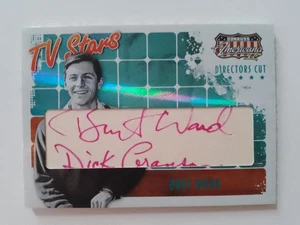 TV Stars
Americana
DIRECTORS CUT
Burt Ward
Dick Grayson
BURT WARD